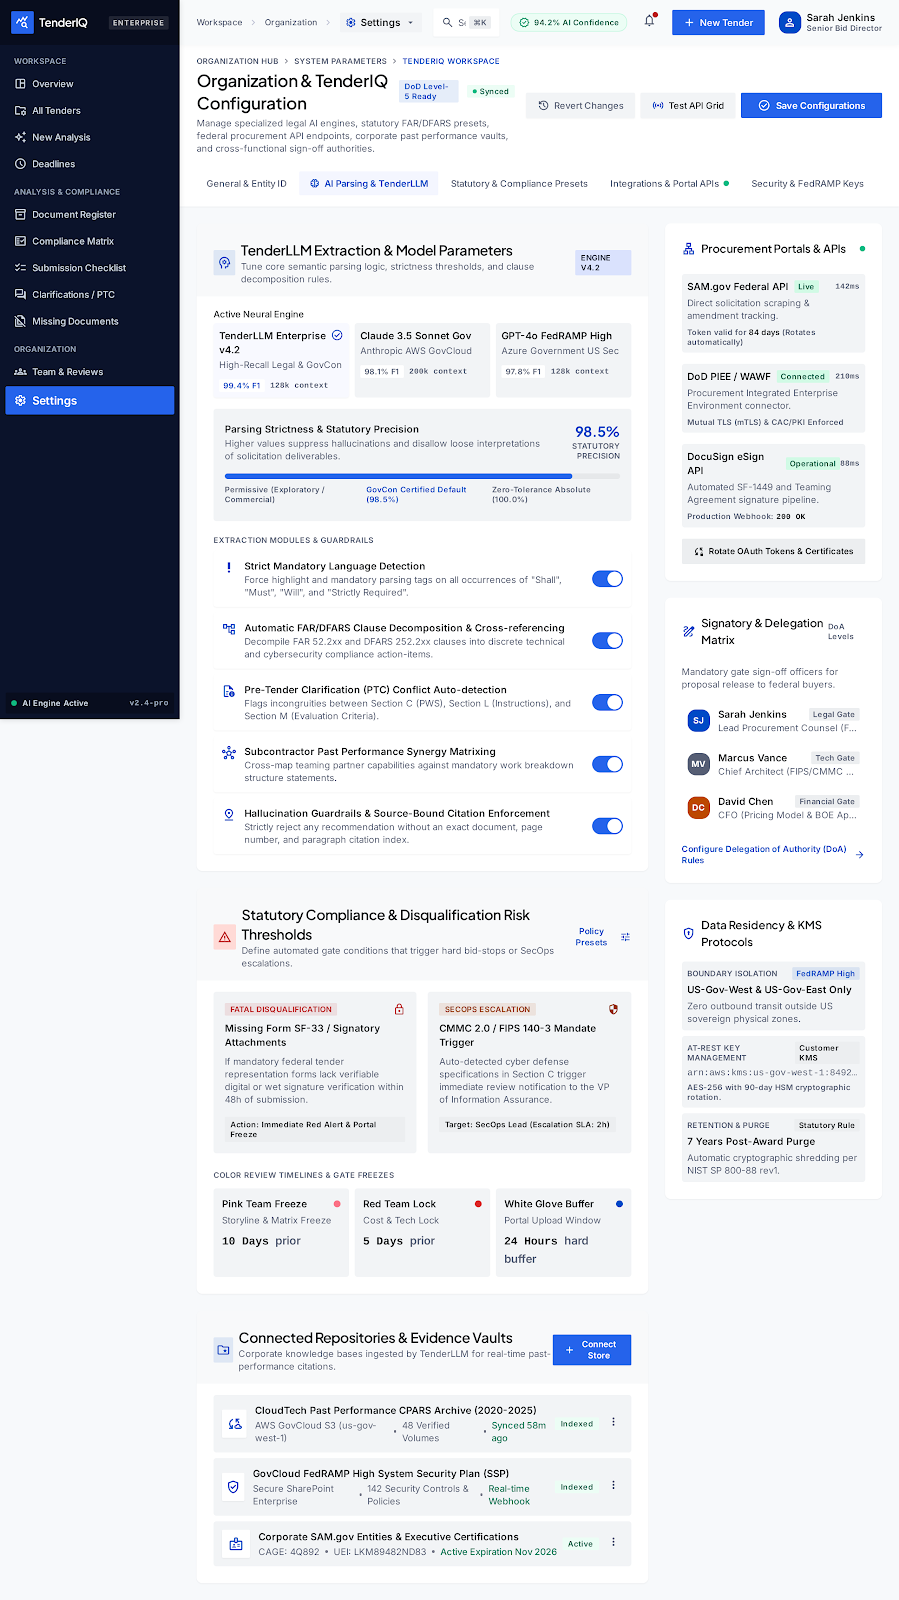 TenderIQ
ENTERPRISE
WORKSPACE
Overview
All Tenders
New Analysis
Deadlines
ANALYSIS & COMPLIANCE
Document Register
Compliance Matrix
Submission Checklist
Clarifications / PTC
Missing Documents
ORGANIZATION
Team & Reviews
Settings
AI Engine Active
v2.4-pro
Workspace
Organization
Settings
⌘K
94.2% AI Confidence
New Tender
Sarah Jenkins
Senior Bid Director
ORGANIZATION HUB
SYSTEM PARAMETERS
TENDERIQ WORKSPACE
Organization & TenderIQ
Configuration
DoD Level-
5 Ready
Synced
Manage specialized legal AI engines, statutory FAR/DFARS presets,
federal procurement API endpoints, corporate past performance vaults,
and cross-functional sign-off authorities.
Revert Changes
Test API Grid
Save Configurations
General & Entity ID
AI Parsing & TenderLLM
Statutory & Compliance Presets
Integrations & Portal APIs
Security & FedRAMP Keys
TenderLLM Extraction & Model Parameters
Tune core semantic parsing logic, strictness thresholds, and clause
decomposition rules.
ENGINE
V4.2
Active Neural Engine
TenderLLM Enterprise
v4.2
High-Recall Legal & GovCon
99.4% F1
128k context
Claude 3.5 Sonnet Gov
Anthropic AWS GovCloud
98.1% F1
200k context
GPT-4o FedRAMP High
Azure Government US Sec
97.8% F1
128k context
Parsing Strictness & Statutory Precision
Higher values suppress hallucinations and disallow loose interpretations
of solicitation deliverables.
98.5%
STATUTORY
PRECISION
Permissive (Exploratory /
Commercial)
GovCon Certified Default
(98.5%)
Zero-Tolerance Absolute
(100.0%)
EXTRACTION MODULES & GUARDRAILS
Strict Mandatory Language Detection
Force highlight and mandatory parsing tags on all occurrences of "Shall",
"Must", "Will", and "Strictly Required".
Automatic FAR/DFARS Clause Decomposition & Cross-referencing
Decompile FAR 52.2xx and DFARS 252.2xx clauses into discrete technical
and cybersecurity compliance action-items.
Pre-Tender Clarification (PTC) Conflict Auto-detection
Flags incongruities between Section C (PWS), Section L (Instructions), and
Section M (Evaluation Criteria).
Subcontractor Past Performance Synergy Matrixing
Cross-map teaming partner capabilities against mandatory work breakdown
structure statements.
Hallucination Guardrails & Source-Bound Citation Enforcement
Strictly reject any recommendation without an exact document, page
number, and paragraph citation index.
Statutory Compliance & Disqualification Risk
Thresholds
Define automated gate conditions that trigger hard bid-stops or SecOps
escalations.
Policy
Presets
FATAL DISQUALIFICATION
Missing Form SF-33 / Signatory
Attachments
If mandatory federal tender
representation forms lack verifiable
digital or wet signature verification within
48h of submission.
Action: Immediate Red Alert & Portal
Freeze
SECOPS ESCALATION
CMMC 2.0 / FIPS 140-3 Mandate
Trigger
Auto-detected cyber defense
specifications in Section C trigger
immediate review notification to the VP
of Information Assurance.
Target: SecOps Lead (Escalation SLA: 2h)
COLOR REVIEW TIMELINES & GATE FREEZES
Pink Team Freeze
Storyline & Matrix Freeze
10 Days prior
Red Team Lock
Cost & Tech Lock
5 Days prior
White Glove Buffer
Portal Upload Window
24 Hours hard
buffer
Connected Repositories & Evidence Vaults
Corporate knowledge bases ingested by TenderLLM for real-time past-
performance citations.
Connect
Store
CloudTech Past Performance CPARS Archive (2020-2025)
AWS GovCloud S3 (us-gov-
west-1)
•
48 Verified
Volumes
•
Synced 58m
ago
Indexed
GovCloud FedRAMP High System Security Plan (SSP)
Secure SharePoint
Enterprise
•
142 Security Controls &
Policies
•
Real-time
Webhook
Indexed
Corporate SAM.gov Entities & Executive Certifications
CAGE: 4Q892 • UEI: LKM89482ND83 • Active Expiration Nov 2026
Active
Procurement Portals & APIs
SAM.gov Federal API
Live
142ms
Direct solicitation scraping &
amendment tracking.
Token valid for 84 days (Rotates
automatically)
DoD PIEE / WAWF
Connected
210ms
Procurement Integrated Enterprise
Environment connector.
Mutual TLS (mTLS) & CAC/PKI Enforced
DocuSign eSign
API
Operational
88ms
Automated SF-1449 and Teaming
Agreement signature pipeline.
Production Webhook: 200 OK
Rotate OAuth Tokens & Certificates
Signatory & Delegation
Matrix
DoA
Levels
Mandatory gate sign-off officers for
proposal release to federal buyers.
SJ
Sarah Jenkins
Legal Gate
Lead Procurement Counsel (F...
MV
Marcus Vance
Tech Gate
Chief Architect (FIPS/CMMC ...
DC
David Chen
Financial Gate
CFO (Pricing Model & BOE Ap...
Configure Delegation of Authority (DoA)
Rules
Data Residency & KMS
Protocols
BOUNDARY ISOLATION
FedRAMP High
US-Gov-West & US-Gov-East Only
Zero outbound transit outside US
sovereign physical zones.
AT-REST KEY
MANAGEMENT
Customer
KMS
arn:aws:kms:us-gov-west-1:8492...
AES-256 with 90-day HSM cryptographic
rotation.
RETENTION & PURGE
Statutory Rule
7 Years Post-Award Purge
Automatic cryptographic shredding per
NIST SP 800-88 rev1.